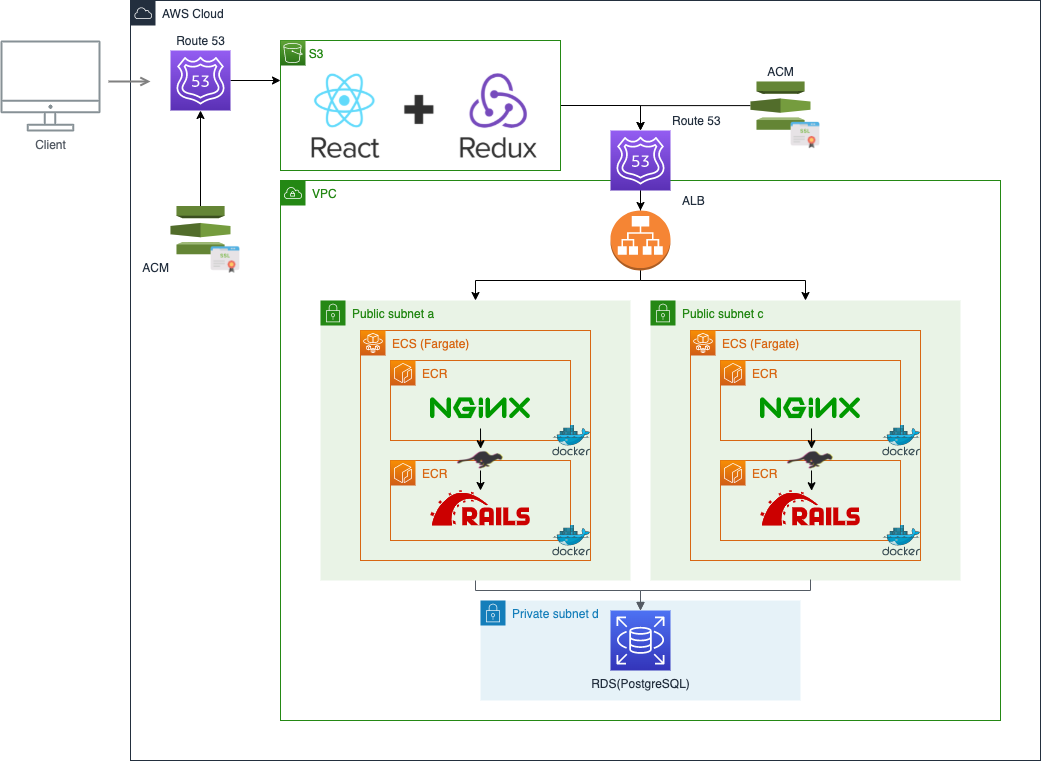 AWS Cloud
Route 53
53
Client
S3
React
Redux
ACM
SSL
Route 53
53
ACM
SSL
VPC
ALB
Public subnet a
ECS (Fargate)
ECR
NGINX
docker
ECR
RAILS
docker
Public subnet c
ECS (Fargate)
ECR
NGINX
docker
ECR
RAILS
docker
Private subnet d
RDS(PostgreSQL)